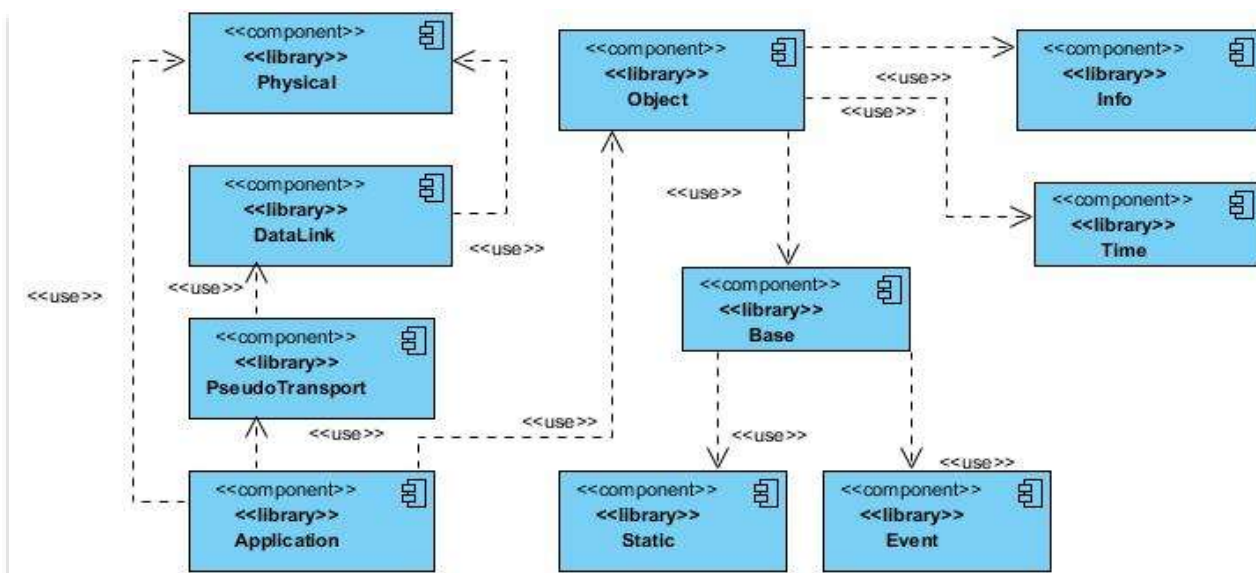 <<component>>
<<library>>
Physical
<<component>>
<<library>>
Object
<<use>>
<<use>>
<<component>>
<<library>>
Info
<<component>>
<<library>>
DataLink
<<use>>
<<use>>
<<component>>
<<library>>
Time
<<use>>
<<use>>
<<component>>
<<library>>
Base
<<component>>
<<library>>
PseudoTransport
<<use>>
<<use>>
<<use>>
<<component>>
<<library>>
Application
<<component>>
<<library>>
Static
<<component>>
<<library>>
Event